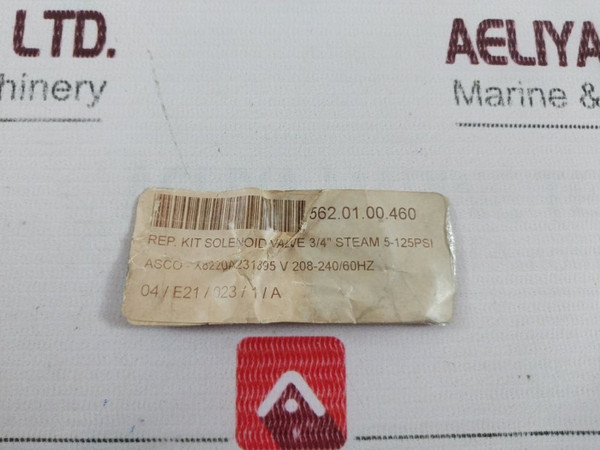 LTD.
AELIYA
hinery
Marine &
562.01.00.460
REP. KIT SOLENOID VALVE 3/4" STEAM 5-125PSI
ASCO - X8220A231395 V 208-240/60HZ
04 / E21 / 023 / 1 / A